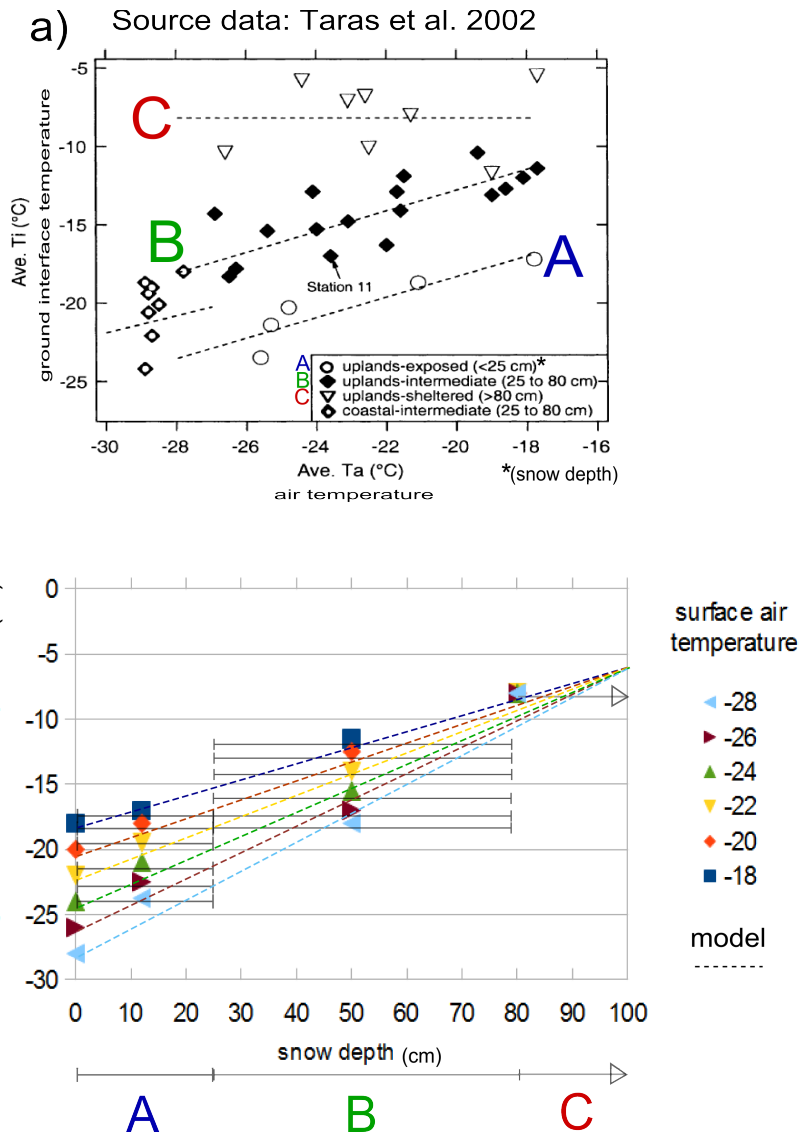 a) Source data: Taras et al. 2002
-5
-10
-15
-20
-25
Ave. Ti (°C)
ground interface temperature
C
B
A
Station 11
A uplands-exposed (<25 cm)*
B uplands-intermediate (25 to 80 cm)
C uplands-sheltered (>80 cm)
coastal-intermediate (25 to 80 cm)
-30 -28 -26 -24 -22 -20 -18 -16
Ave. Ta (°C)
*(snow depth)
air temperature
0
-5
-10
-15
-20
-25
-30
0 10 20 30 40 50 60 70 80 90 100
snow depth (cm)
A B C
surface air
temperature
-28
-26
-24
-22
-20
-18
model